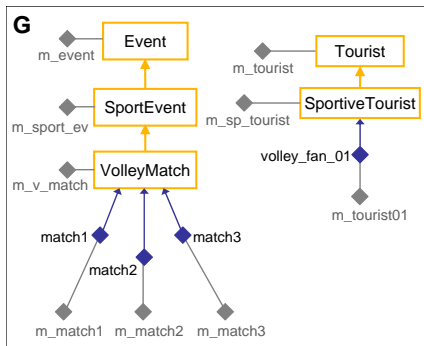 G
Event
m_event
SportEvent
m_sport_ev
VolleyMatch
m_v_match
match1
match2
match3
m_match1
m_match2
m_match3
Tourist
m_tourist
SportiveTourist
m_sp_tourist
volley_fan_01
m_tourist01